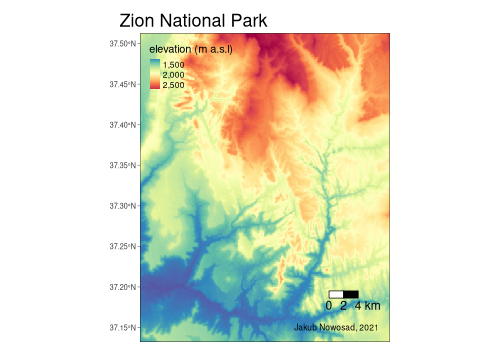 Zion National Park
elevation (m a.s.l)
1,500
2,000
2,500
37.50°N
37.45°N
37.40°N
37.35°N
37.30°N
37.25°N
37.20°N
37.15°N
0 2 4 km
Jakub Nowosad, 2021